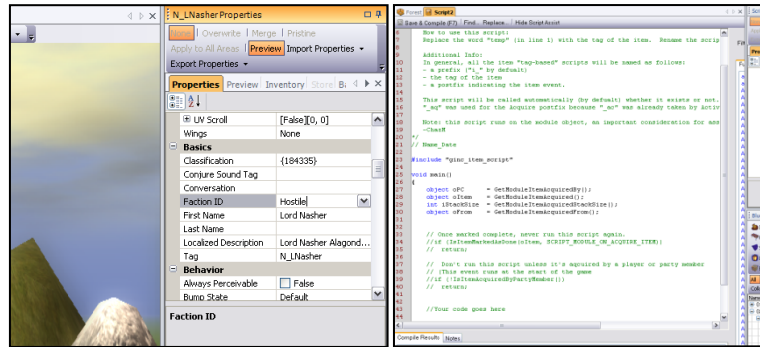 N_LNasher Properties
None | Overwrite | Merge | Pristine
Apply to All Areas | Preview Import Properties
Export Properties
Properties Preview Inventory Store
UV Scroll [False][0, 0]
Wings None
Basics
Classification {184335}
Conjure Sound Tag
Conversation
Faction ID Hostile
First Name Lord Nasher
Last Name
Localized Description Lord Nasher Alagond...
Tag N_LNasher
Behavior
Always Perceivable False
Bump State Default
Faction ID
Forest Script2
Save & Compile (F7) Find... Replace... Hide Script Assist
6 How to use this script:
7 Replace the word "temp" (in line 1) with the tag of the item. Rename the scrip
Additional Info:
In general, all the item "tag-based" scripts will be named as follows:
- a prefix ("i_" by default)
- the tag of the item
- a postfix indicating the item event.
This script will be called automatically (by default) whether it exists or not.
"_aq" was used for the Acquire postfix because "_ac" was already taken by Activ
Note: this script runs on the module object, an important consideration for ass
-ChazM
*/
// Name_Date
#include "ginc_item_script"
void main()
{
object oPC = GetModuleItemAcquiredBy();
object oItem = GetModuleItemAcquired();
int iStackSize = GetModuleItemAcquiredStackSize();
object oFrom = GetModuleItemAcquiredFrom();
// Once marked complete, never run this script again.
//if (IsItemMarkedAsDone(oItem, SCRIPT_MODULE_ON_ACQUIRE_ITEM))
// return;
// Don't run this script unless it's aqcuired by a player or party member
// (This event runs at the start of the game
//if (!IsItemAcquiredByPartyMember())
// return;
//Your code goes here
Compile Results Notes